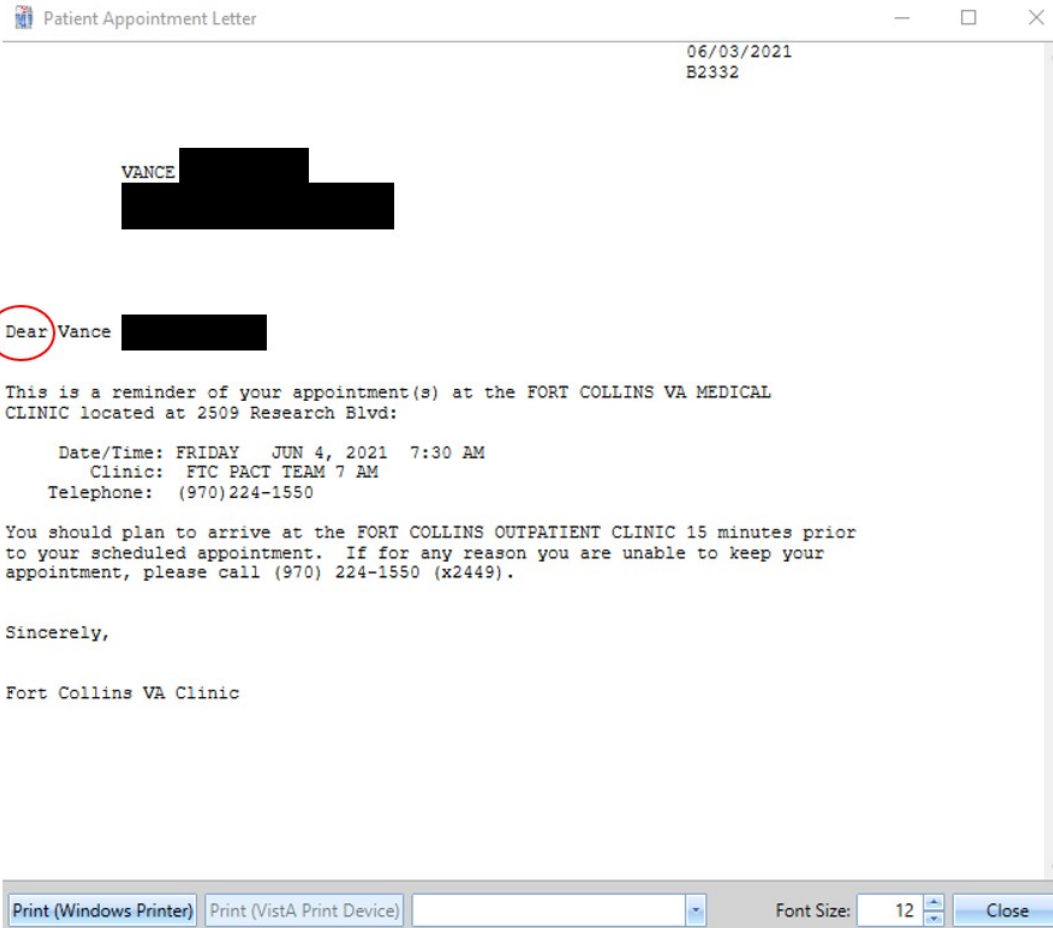 Patient Appointment Letter
06/03/2021
B2332
VANCE
Dear Vance
This is a reminder of your appointment(s) at the FORT COLLINS VA MEDICAL
CLINIC located at 2509 Research Blvd:
Date/Time: FRIDAY JUN 4, 2021 7:30 AM
Clinic: FTC PACT TEAM 7 AM
Telephone: (970)224-1550
You should plan to arrive at the FORT COLLINS OUTPATIENT CLINIC 15 minutes prior
to your scheduled appointment. If for any reason you are unable to keep your
appointment, please call (970) 224-1550 (x2449).
Sincerely,
Fort Collins VA Clinic
Print (Windows Printer) Print (VistA Print Device) Font Size: 12 Close